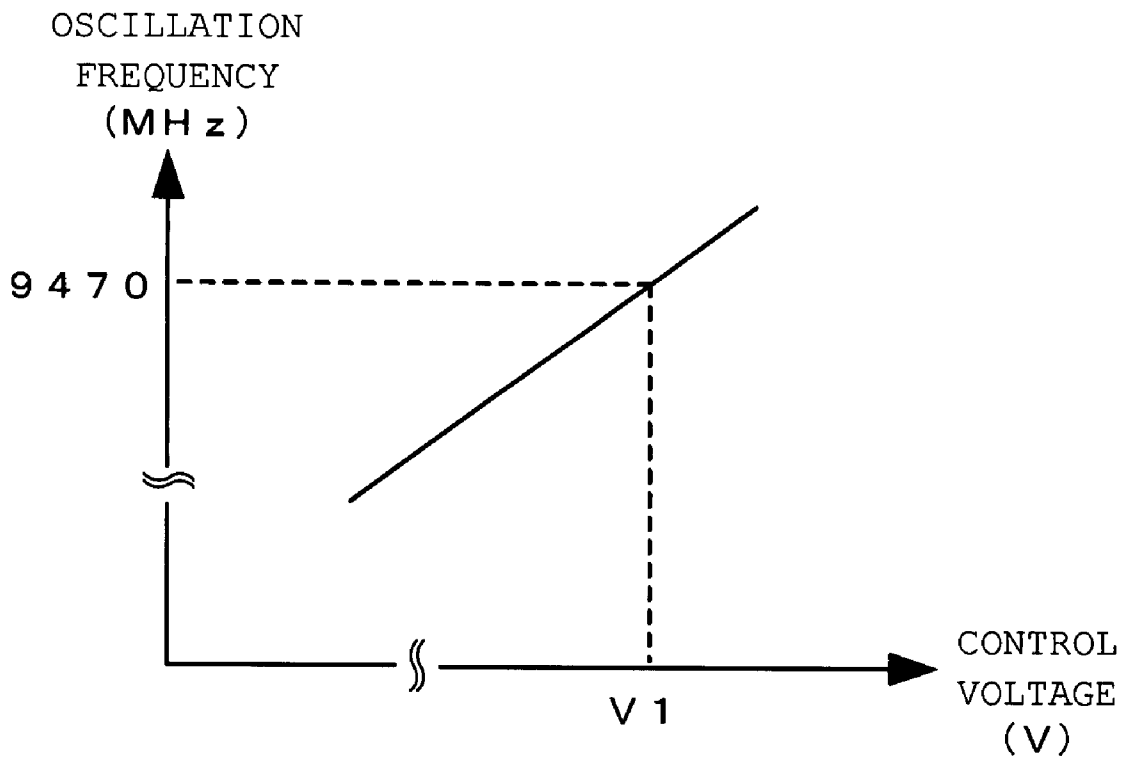 OSCILLATION
FREQUENCY
(MHz)
9470
V1
CONTROL
VOLTAGE
(V)